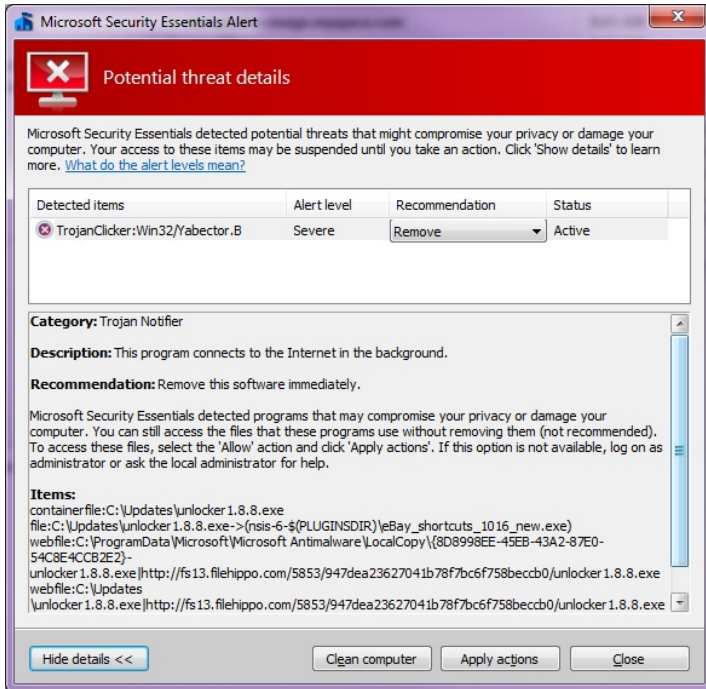 Microsoft Security Essentials Alert
Potential threat details
Microsoft Security Essentials detected potential threats that might compromise your privacy or damage your
computer. Your access to these items may be suspended until you take an action. Click 'Show details' to learn
more. What do the alert levels mean?
Detected items Alert level Recommendation Status
TrojanClicker:Win32/Yabector.B Severe Remove Active
Category: Trojan Notifier
Description: This program connects to the Internet in the background.
Recommendation: Remove this software immediately.
Microsoft Security Essentials detected programs that may compromise your privacy or damage your
computer. You can still access the files that these programs use without removing them (not recommended).
To access these files, select the 'Allow' action and click 'Apply actions'. If this option is not available, log on as
administrator or ask the local administrator for help.
Items:
containerfile:C:\Updates\unlocker1.8.8.exe
file:C:\Updates\unlocker1.8.8.exe->(nsis-6-$(PLUGINSDIR)\eBay_shortcuts_1016_new.exe)
webfile:C:\ProgramData\Microsoft\Microsoft Antimalware\LocalCopy\{8D8998EE-45EB-43A2-87E0-
54C8E4CCB2E2}-
unlocker1.8.8.exe|http://fs13.filehippo.com/5853/947dea23627041b78f7bc6f758beccb0/unlocker1.8.8.exe
webfile:C:\Updates
\unlocker1.8.8.exe|http://fs13.filehippo.com/5853/947dea23627041b78f7bc6f758beccb0/unlocker1.8.8.exe
Hide details << Clean computer Apply actions Close